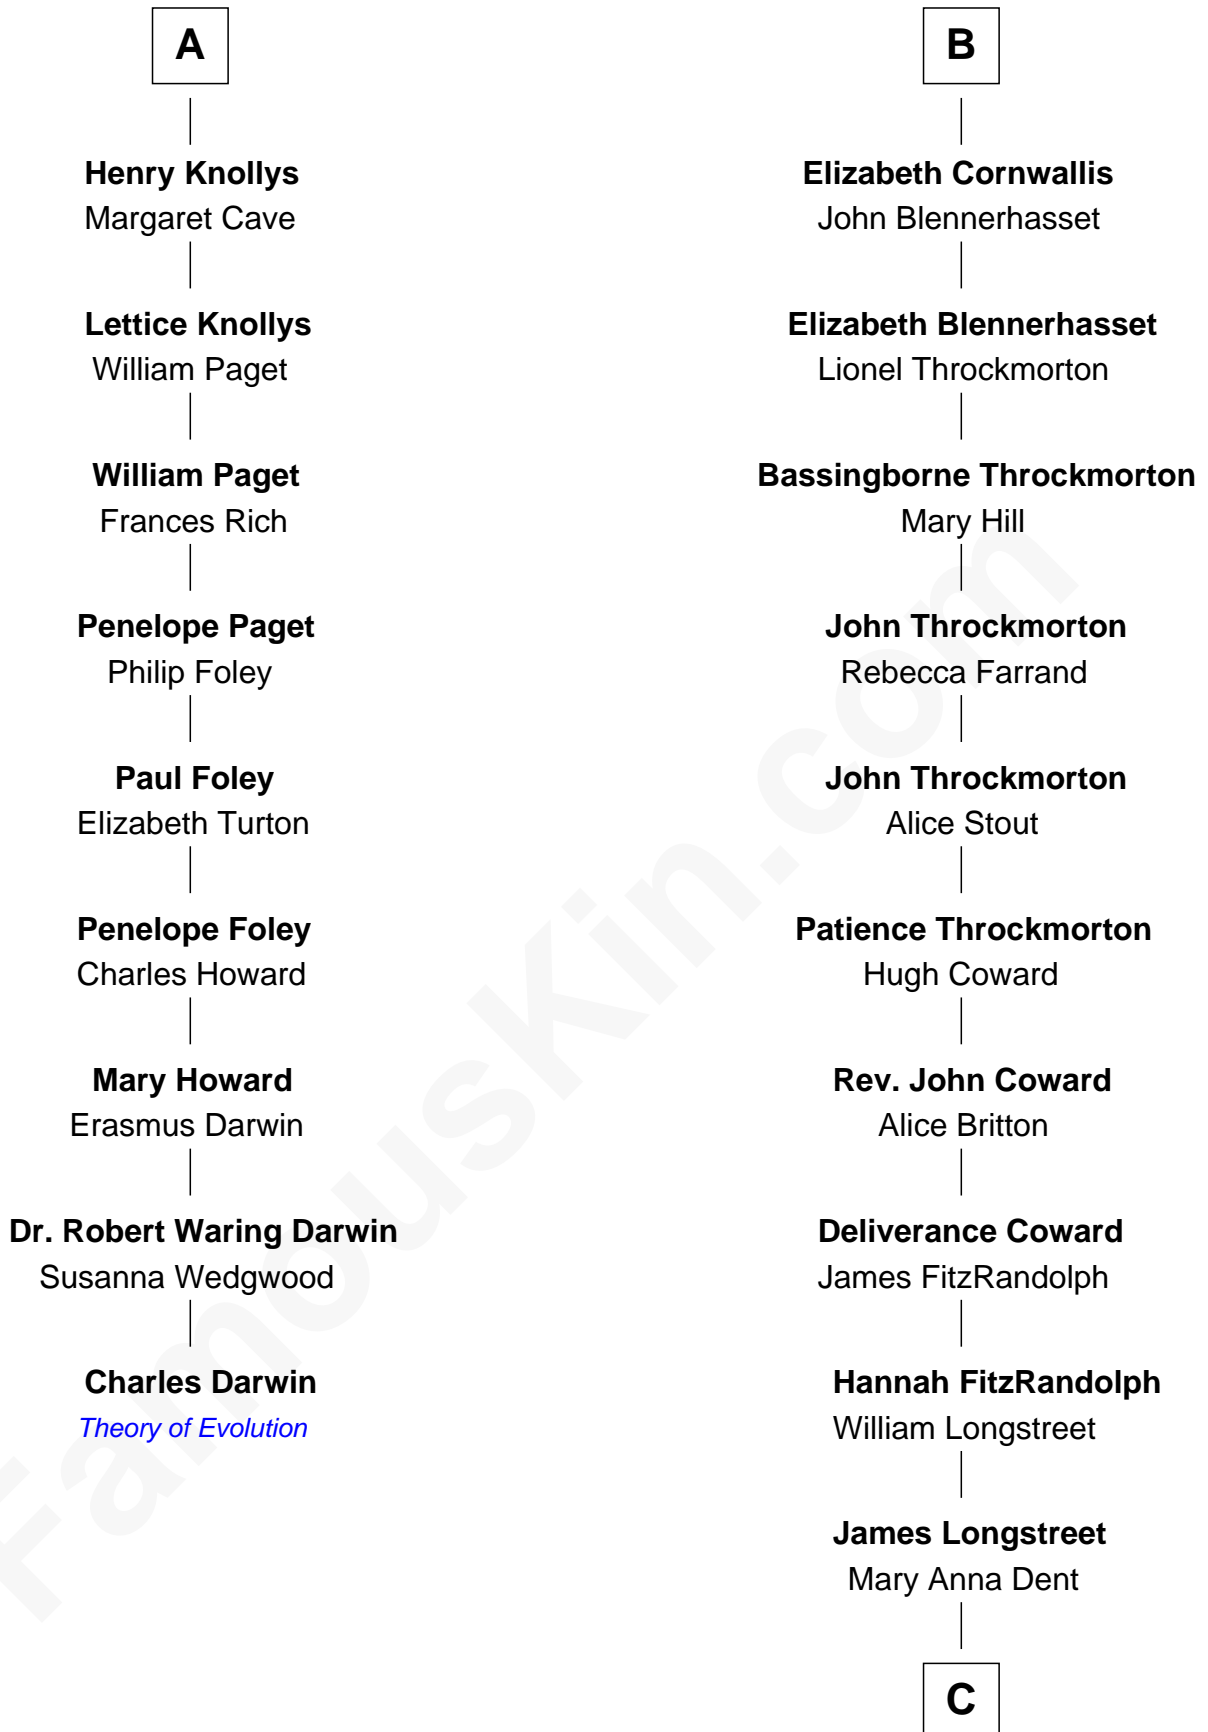 A
Henry Knollys
Margaret Cave
Lettice Knollys
William Paget
William Paget
Frances Rich
Penelope Paget
Philip Foley
Paul Foley
Elizabeth Turton
Penelope Foley
Charles Howard
Mary Howard
Erasmus Darwin
Dr. Robert Waring Darwin
Susanna Wedgwood
Charles Darwin
Theory of Evolution
B
Elizabeth Cornwallis
John Blennerhasset
Elizabeth Blennerhasset
Lionel Throckmorton
Bassingborne Throckmorton
Mary Hill
John Throckmorton
Rebecca Farrand
John Throckmorton
Alice Stout
Patience Throckmorton
Hugh Coward
Rev. John Coward
Alice Britton
Deliverance Coward
James FitzRandolph
Hannah FitzRandolph
William Longstreet
James Longstreet
Mary Anna Dent
C
FamousKin.com